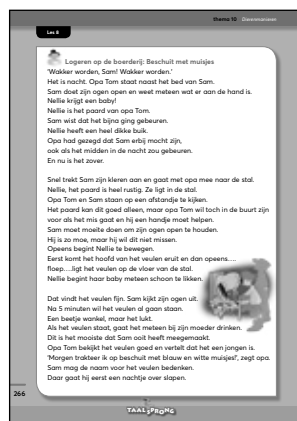 thema 10 Dierenmanieren
Les 8
Logeren op de boerderij: Beschuit met muisjes
'Wakker worden, Sam! Wakker worden.'
Het is nacht. Opa Tom staat naast het bed van Sam.
Sam doet zijn ogen open en weet meteen wat er aan de hand is.
Nellie krijgt een baby!
Nellie is het paard van opa Tom.
Sam wist dat het bijna ging gebeuren.
Nellie heeft een heel dikke buik.
Opa had gezegd dat Sam erbij mocht zijn,
ook als het midden in de nacht zou gebeuren.
En nu is het zover.
Snel trekt Sam zijn kleren aan en gaat met opa mee naar de stal.
Nellie, het paard is heel rustig. Ze ligt in de stal.
Opa Tom en Sam staan op een afstandje te kijken.
Het paard kan dit goed alleen, maar opa Tom wil toch in de buurt zijn
voor als het mis gaat en hij een handje moet helpen.
Sam moet moeite doen om zijn ogen open te houden.
Hij is zo moe, maar hij wil dit niet missen.
Opeens begint Nellie te bewegen.
Eerst komt het hoofd van het veulen eruit en dan opeens....
floep....ligt het veulen op de vloer van de stal.
Nellie begint haar baby meteen schoon te likken.
Dat vindt het veulen fijn. Sam kijkt zijn ogen uit.
Na 5 minuten wil het veulen al gaan staan.
Een beetje wankel, maar het lukt.
Als het veulen staat, gaat het meteen bij zijn moeder drinken.
Dit is het mooiste dat Sam ooit heeft meegemaakt.
Opa Tom bekijkt het veulen goed en vertelt dat het een jongen is.
'Morgen trakteer ik op beschuit met blauw en witte muisjes!', zegt opa.
Sam mag de naam voor het veulen bedenken.
Daar gaat hij eerst een nachtje over slapen.
266
TAALSPRONG